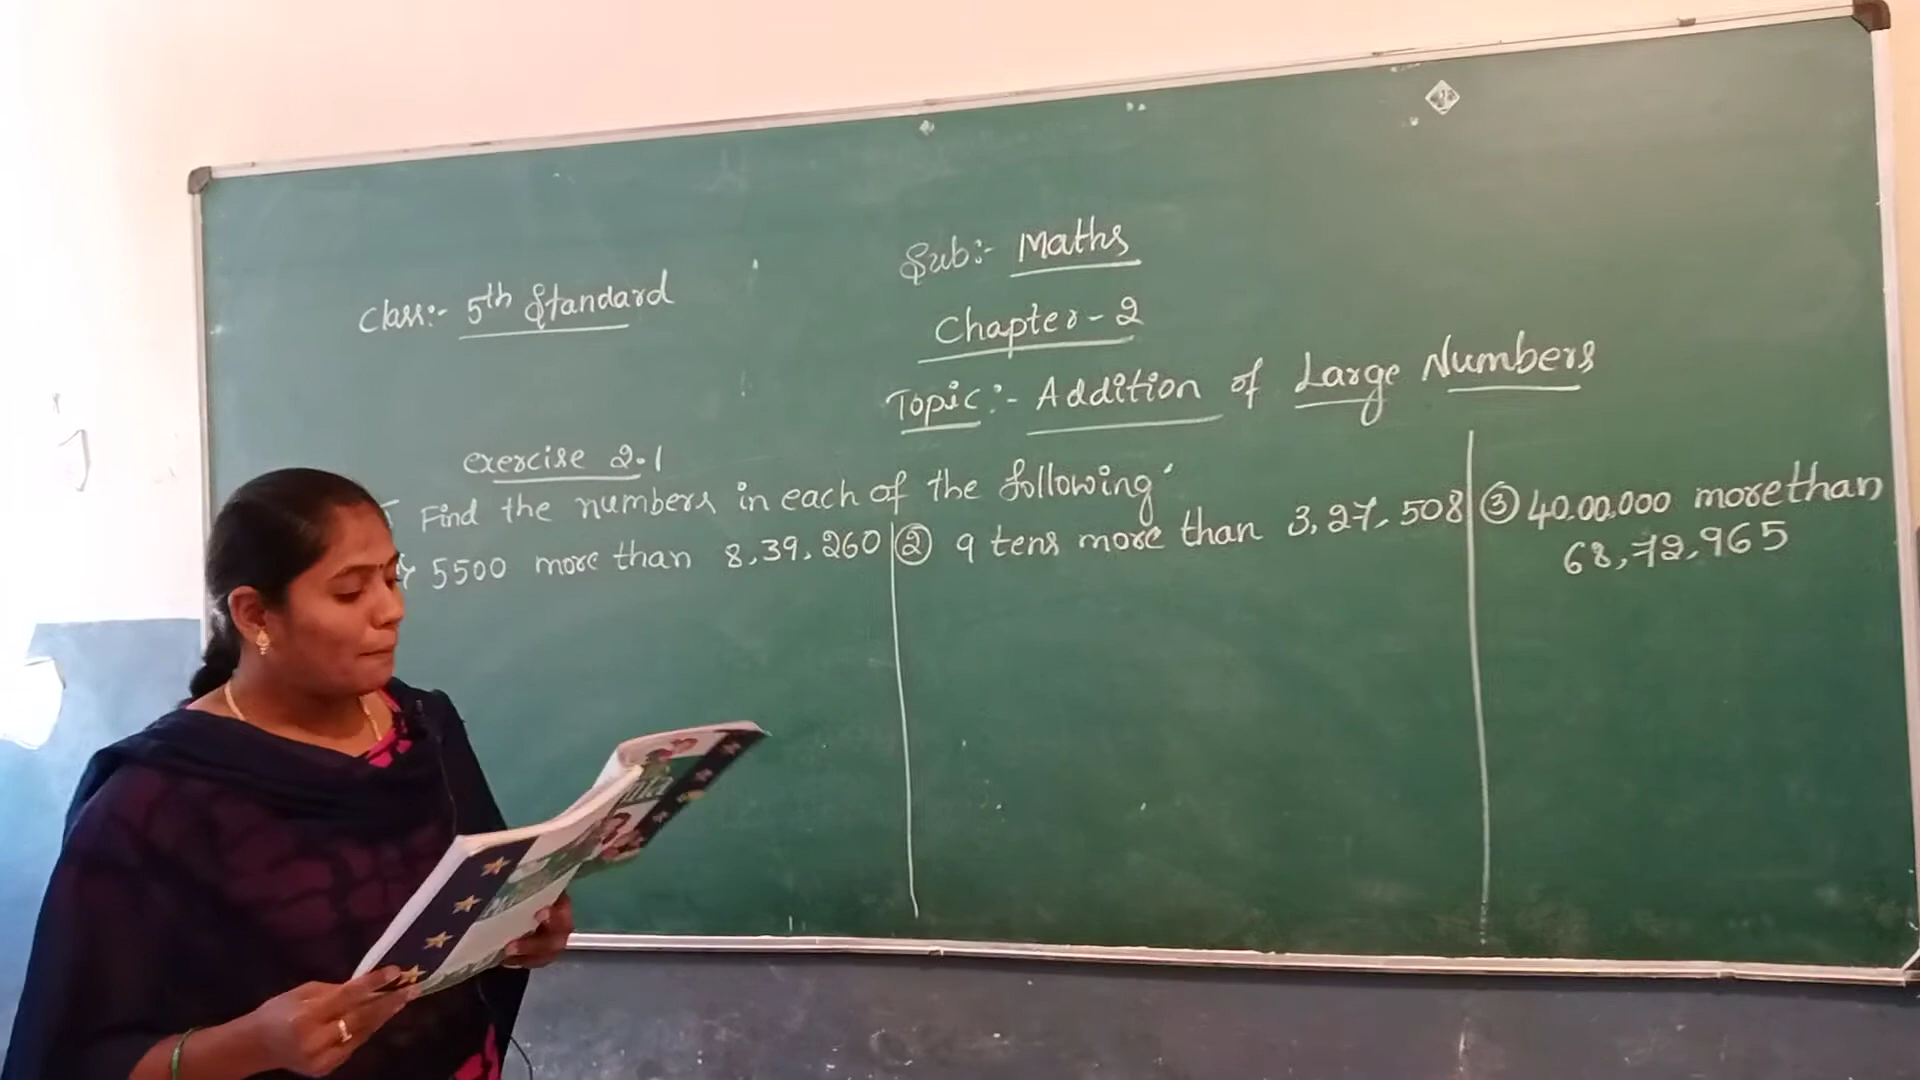 Class:- 5th Standard
Sub:- Maths
Chapter-2
Topic:- Addition of Large Numbers
exercise 2.1
Find the numbers in each of the following
5500 more than 8,39,260
② 9 tens more than 3,27,508
③ 40,00,000 more than
68,72,965